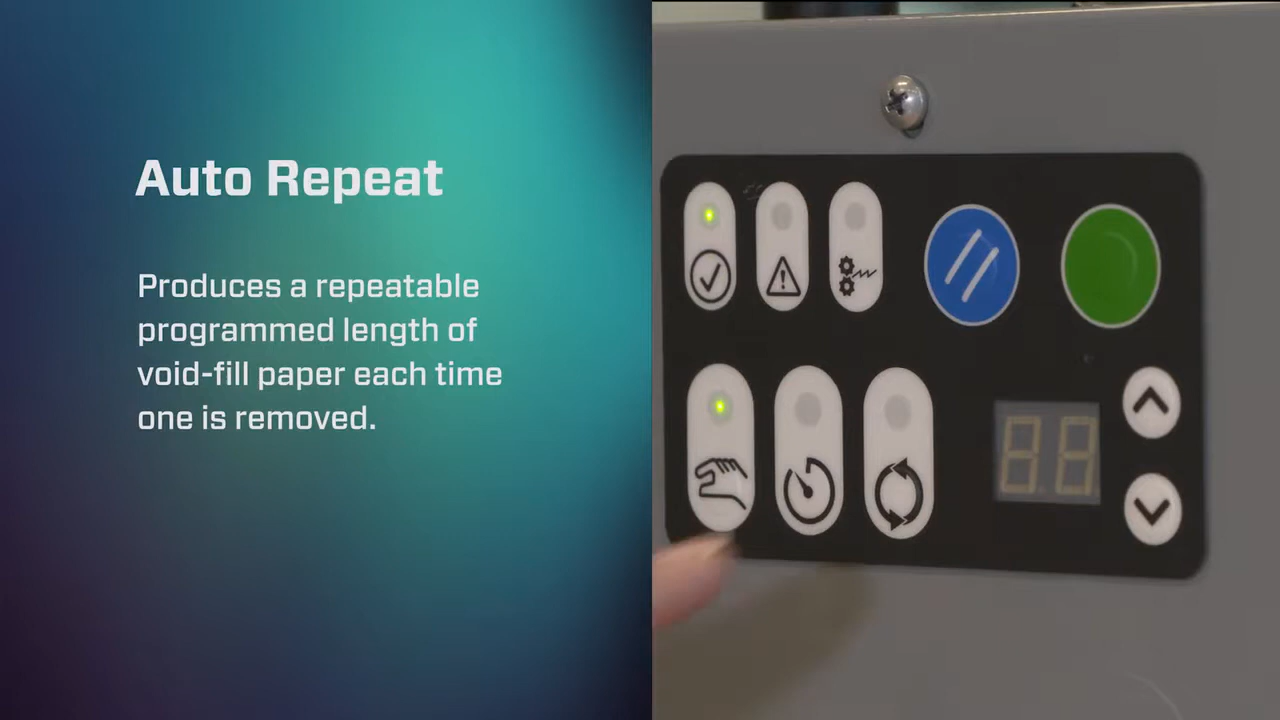 Auto Repeat
Produces a repeatable
programmed length of
void-fill paper each time
one is removed.